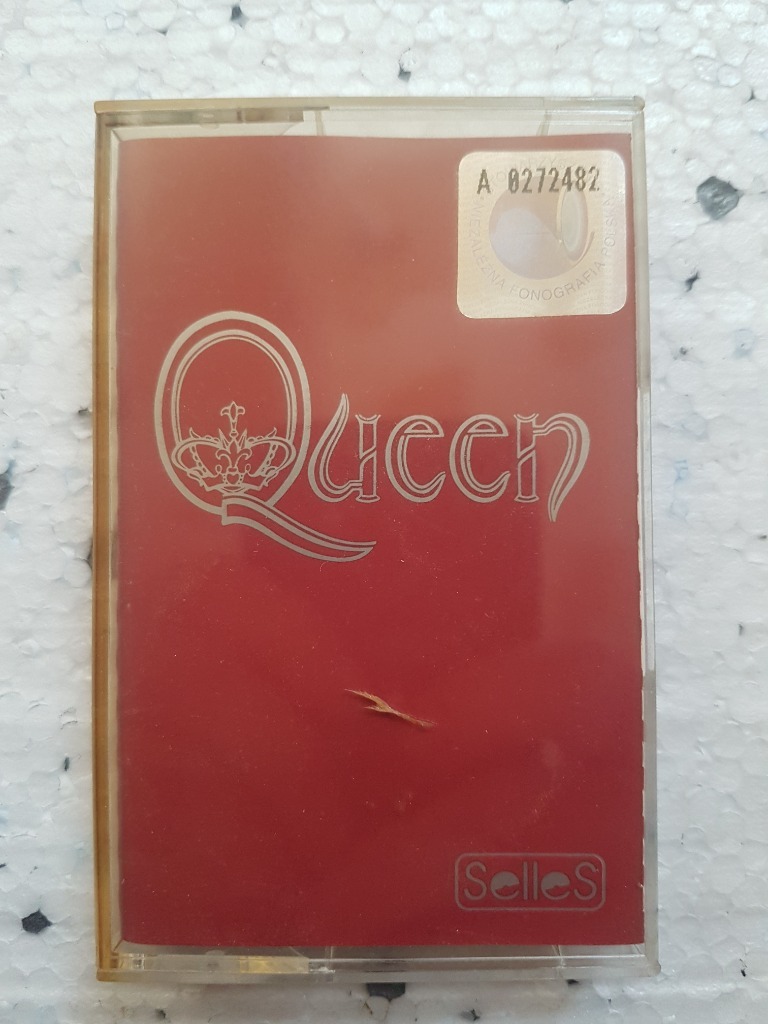 A 0272482
NIEZALEŻNA FONOGRAFIA POLSKA
Queen
SelleS